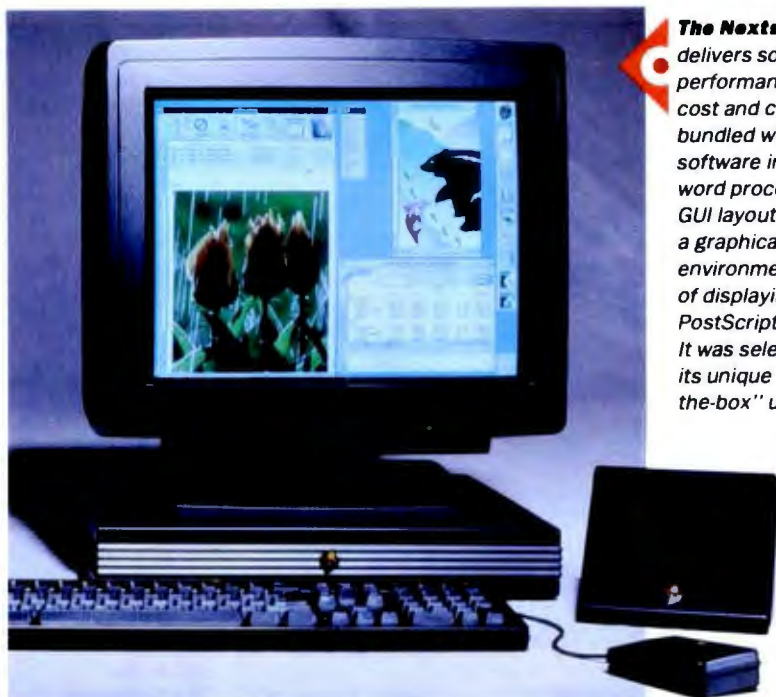 The Nexts
delivers so
performan
cost and c
bundled w
software in
word proce
GUI layout
a graphica
environme
of displayi
PostScript
It was sele
its unique
the-box" u